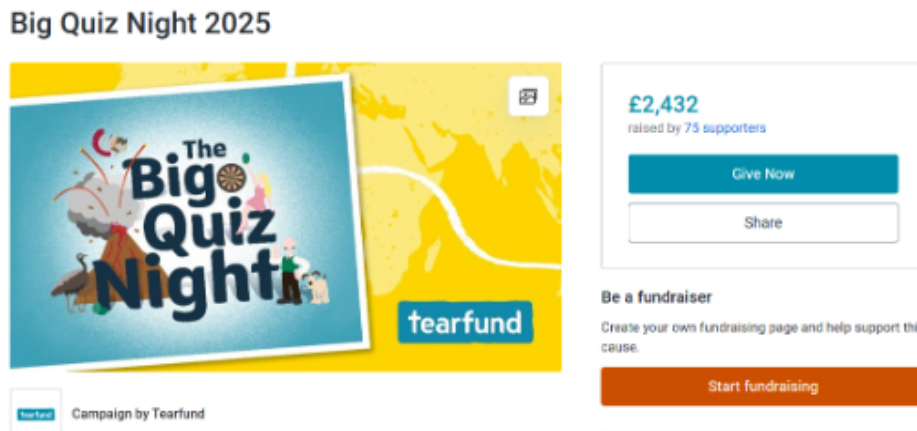 Big Quiz Night 2025
The
Big
Quiz
Night
tearfund
£2,432
raised by 75 supporters
Give Now
Share
Be a fundraiser
Create your own fundraising page and help support thi
cause.
Start fundraising
tearfund
Campaign by Tearfund